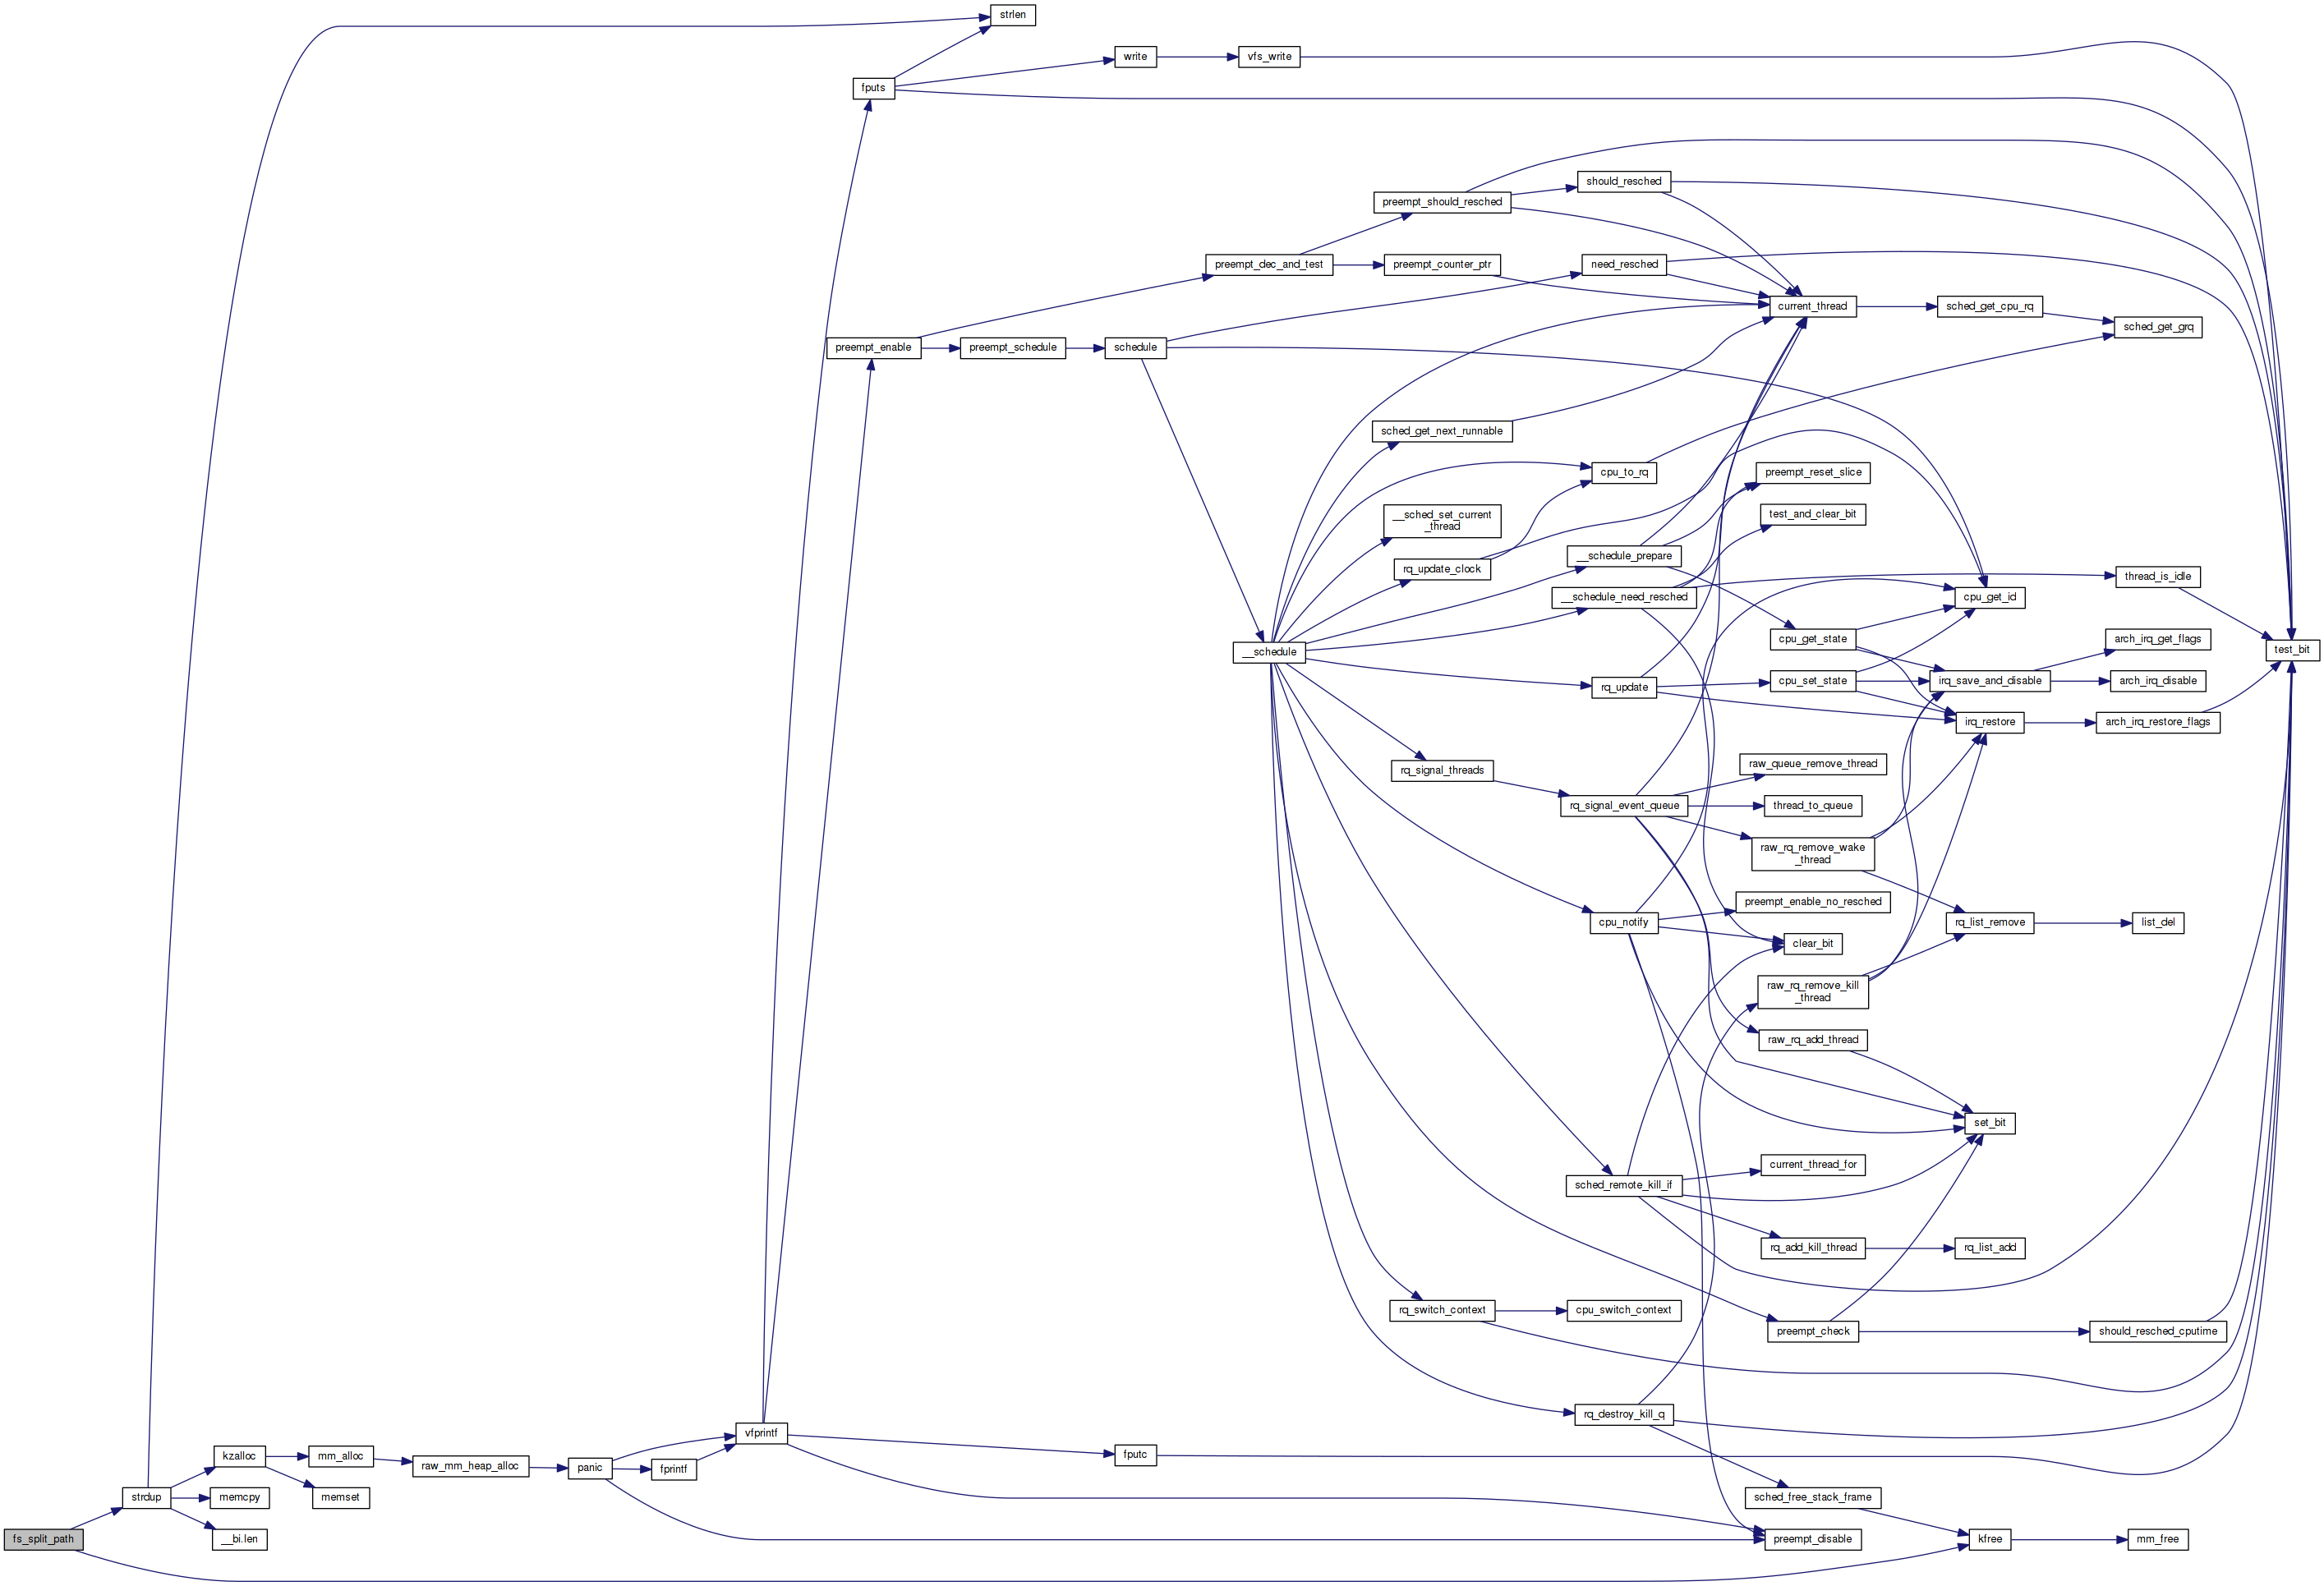 strlen
write
vfs_write
fputs
should_resched
preempt_should_resched
preempt_dec_and_test
preempt_counter_ptr
need_resched
current_thread
sched_get_cpu_rq
sched_get_grq
preempt_enable
preempt_schedule
schedule
sched_get_next_runnable
cpu_to_rq
preempt_reset_slice
__sched_set_current
_thread
test_and_clear_bit
__schedule_prepare
rq_update_clock
thread_is_idle
__schedule_need_resched
cpu_get_id
cpu_get_state
arch_irq_get_flags
__schedule
test_bit
rq_update
cpu_set_state
irq_save_and_disable
arch_irq_disable
irq_restore
arch_irq_restore_flags
rq_signal_threads
raw_queue_remove_thread
rq_signal_event_queue
thread_to_queue
raw_rq_remove_wake
_thread
preempt_enable_no_resched
cpu_notify
rq_list_remove
list_del
clear_bit
raw_rq_remove_kill
_thread
raw_rq_add_thread
set_bit
current_thread_for
sched_remote_kill_if
rq_add_kill_thread
rq_list_add
rq_switch_context
cpu_switch_context
preempt_check
should_resched_cputime
rq_destroy_kill_q
vfprintf
kzalloc
mm_alloc
fputc
raw_mm_heap_alloc
panic
fprintf
strdup
memcpy
memset
sched_free_stack_frame
fs_split_path
__bi.len
preempt_disable
kfree
mm_free